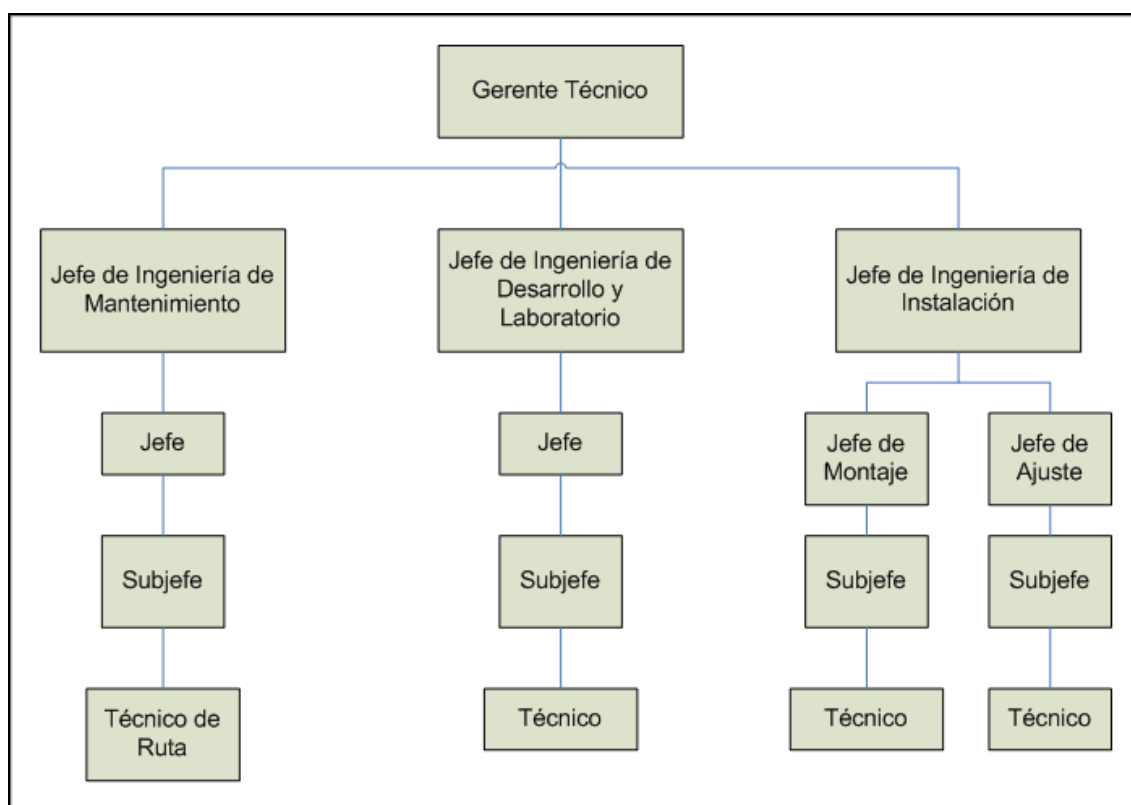 Gerente Técnico
Jefe de Ingeniería de
Mantenimiento
Jefe de Ingeniería de
Desarrollo y
Laboratorio
Jefe de Ingeniería de
Instalación
Jefe
Jefe
Jefe de
Montaje
Jefe de
Ajuste
Subjefe
Subjefe
Subjefe
Subjefe
Técnico de
Ruta
Técnico
Técnico
Técnico